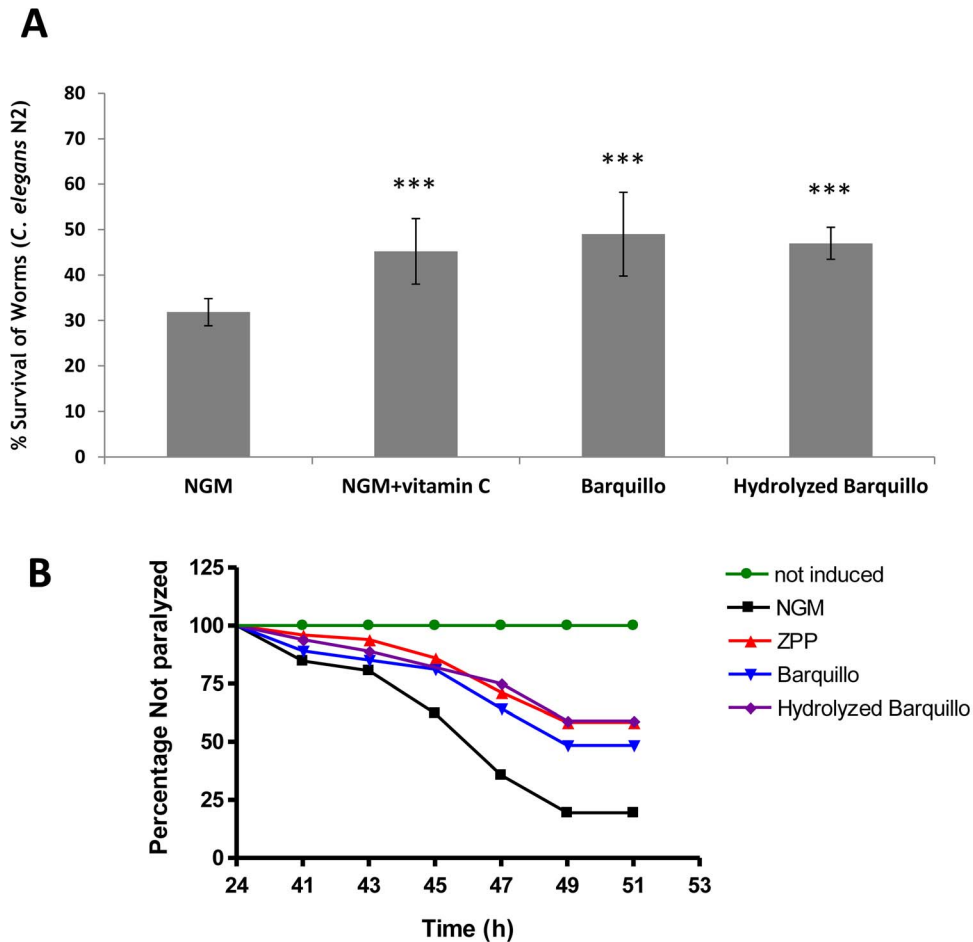 A
% Survival of Worms (C. elegans N2)
80
70
60
50
40
30
20
10
0
***
***
***
NGM
NGM+vitamin C
Barquillo
Hydrolyzed Barquillo
B
Percentage Not paralyzed
125
100
75
50
25
0
24 41 43 45 47 49 51 53
Time (h)
not induced
NGM
ZPP
Barquillo
Hydrolyzed Barquillo